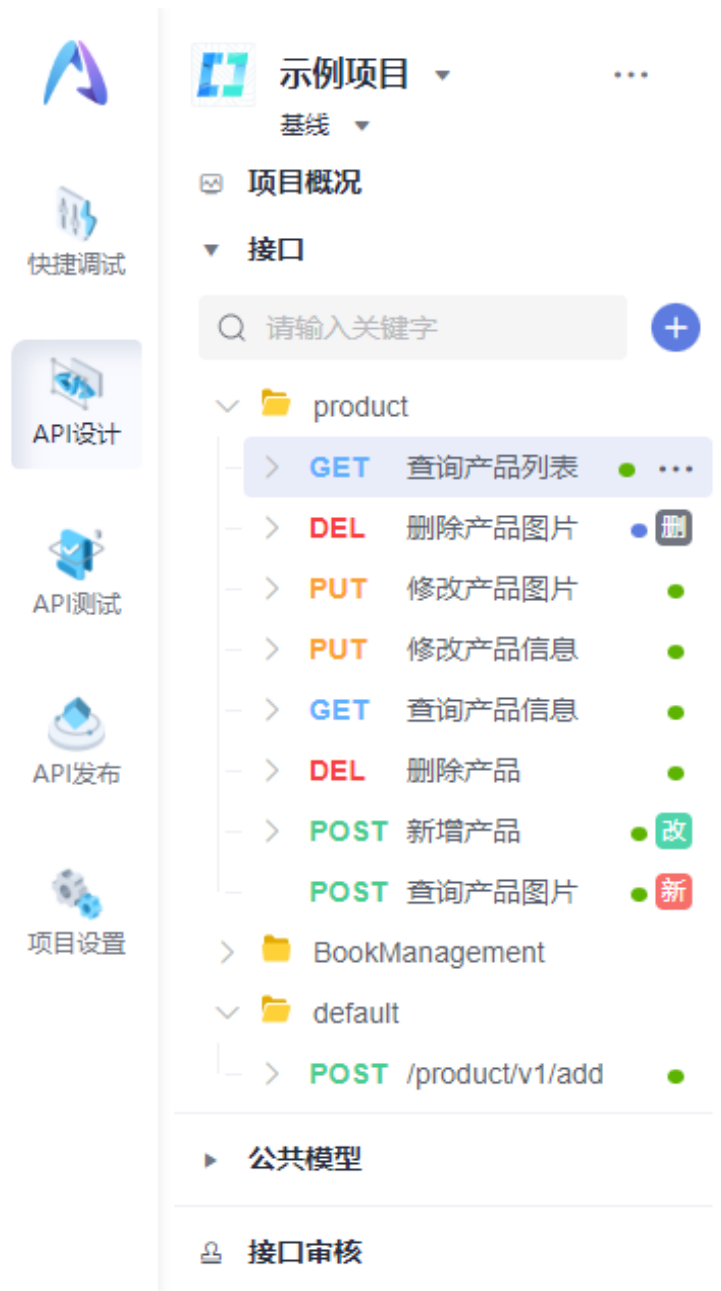 示例项目
基线
项目概况
接口
请输入关键字
product
GET 查询产品列表
DEL 删除产品图片 删
PUT 修改产品图片
PUT 修改产品信息
GET 查询产品信息
DEL 删除产品
POST 新增产品 改
POST 查询产品图片 新
BookManagement
default
POST /product/v1/add
公共模型
接口审核
快捷调试
API设计
API测试
API发布
项目设置